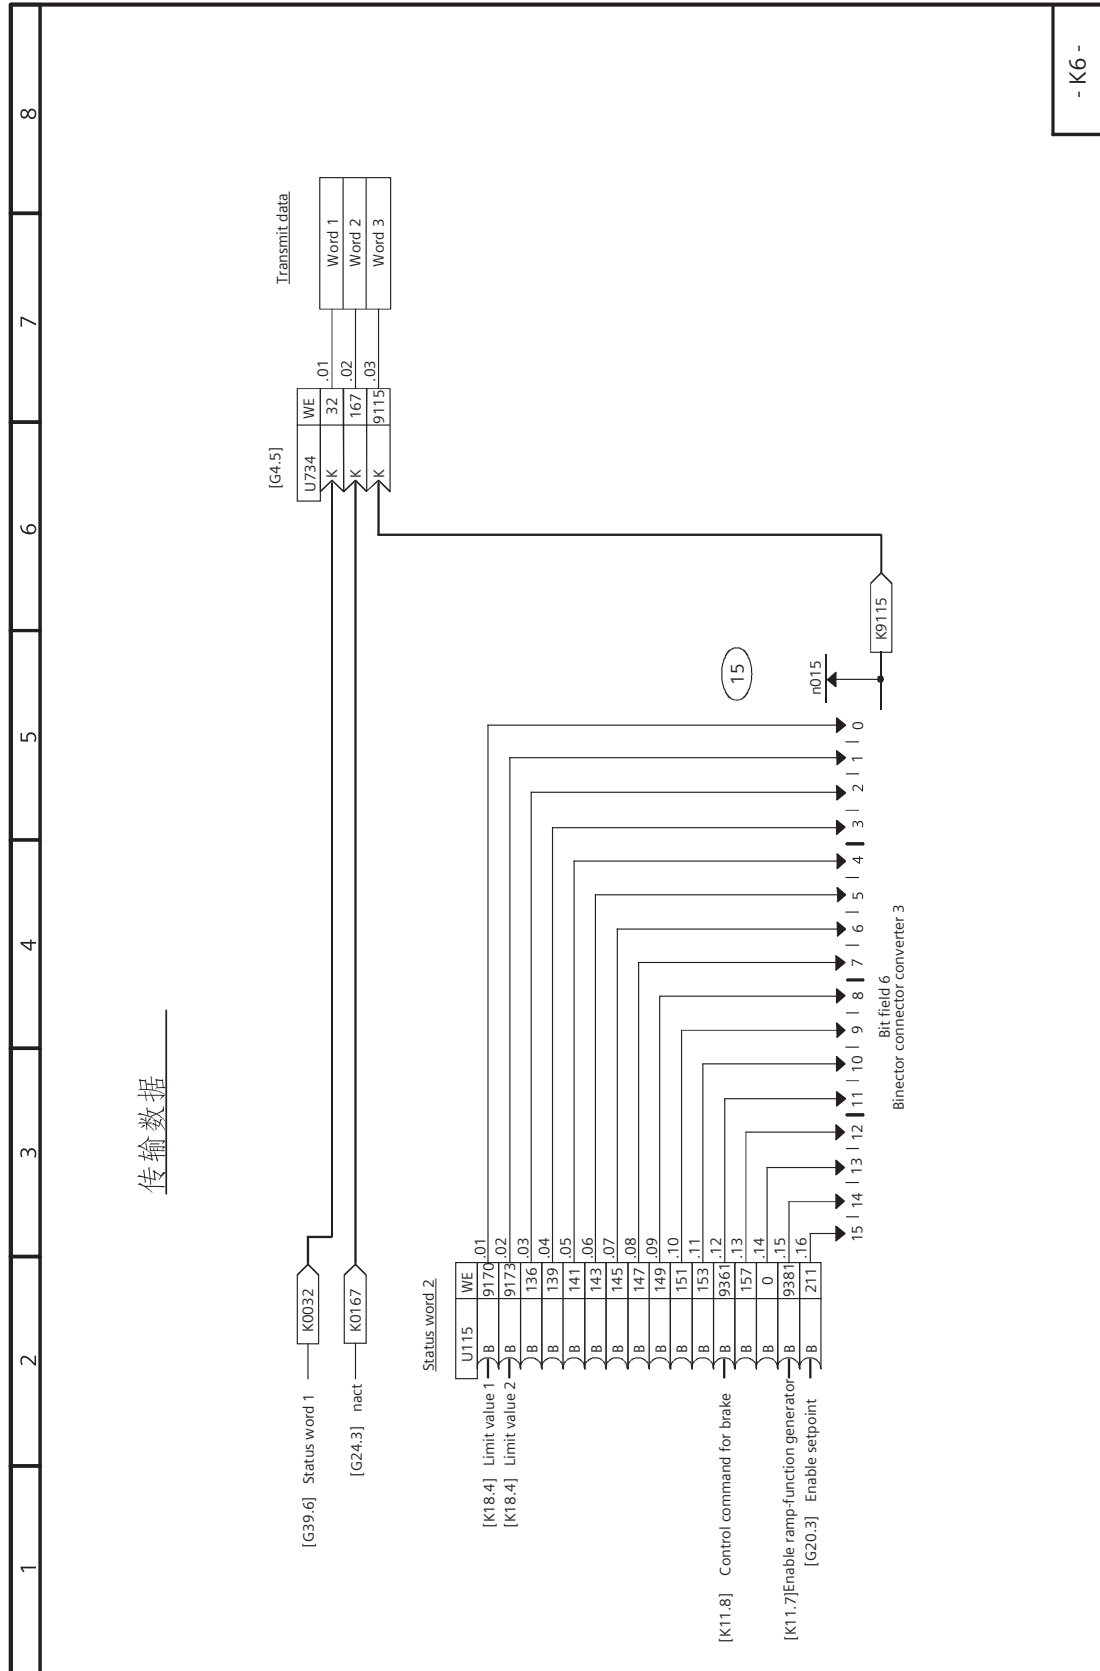 1 2 3 4 5 6 7 8
传输数据
Transmit data
[G4.5]
U734 WE
K 32 .01 Word 1
K 167 .02 Word 2
K 9115 .03 Word 3
[G39.6] Status word 1 K0032
[G24.3] nact K0167
Status word 2
U115 WE
[K18.4] Limit value 1 B 9170 .01
[K18.4] Limit value 2 B 9173 .02
B 136 .03
B 139 .04
B 141 .05
B 143 .06
B 145 .07
B 147 .08
B 149 .09
B 151 .10
B 153 .11
[K11.8] Control command for brake B 9361 .12
B 157 .13
B 0 .14
[K11.7]Enable ramp-function generator B 9381 .15
[G20.3] Enable setpoint B 211 .16
15
n015
15 14 13 12 11 10 9 8 7 6 5 4 3 2 1 0
K9115
Bit field 6
Binector connector converter 3
- K6 -